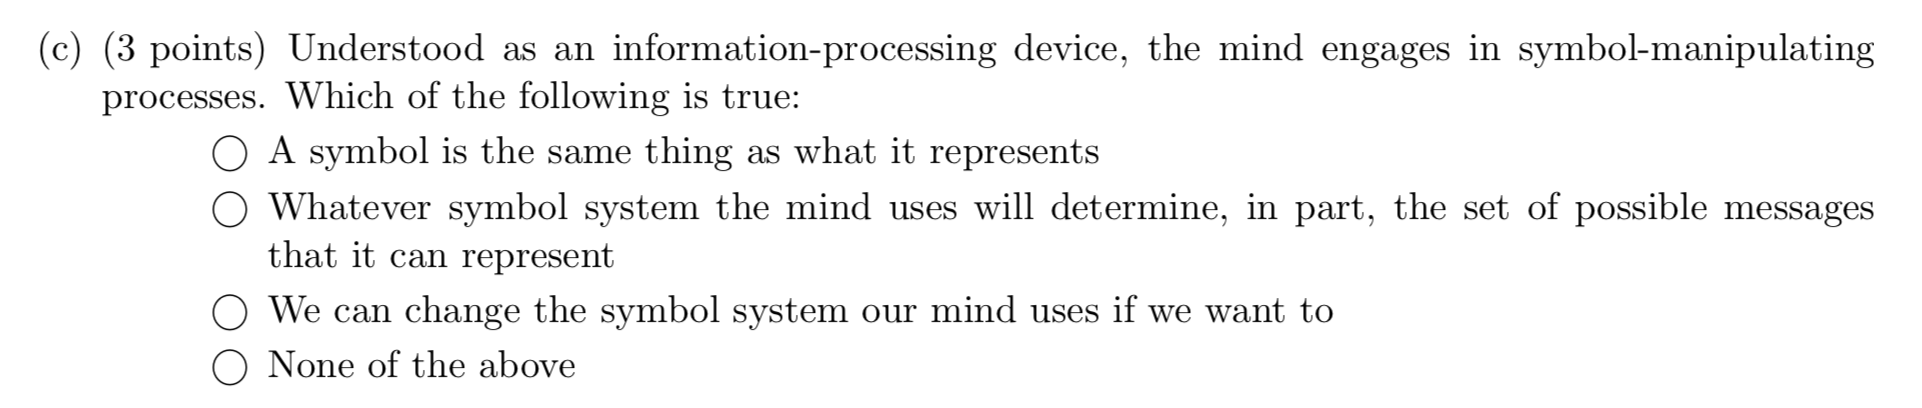 (c) (3 points) Understood as an information-processing device, the mind engages in symbol-manipulating
processes. Which of the following is true:
○ A symbol is the same thing as what it represents
○ Whatever symbol system the mind uses will determine, in part, the set of possible messages
that it can represent
○ We can change the symbol system our mind uses if we want to
○ None of the above